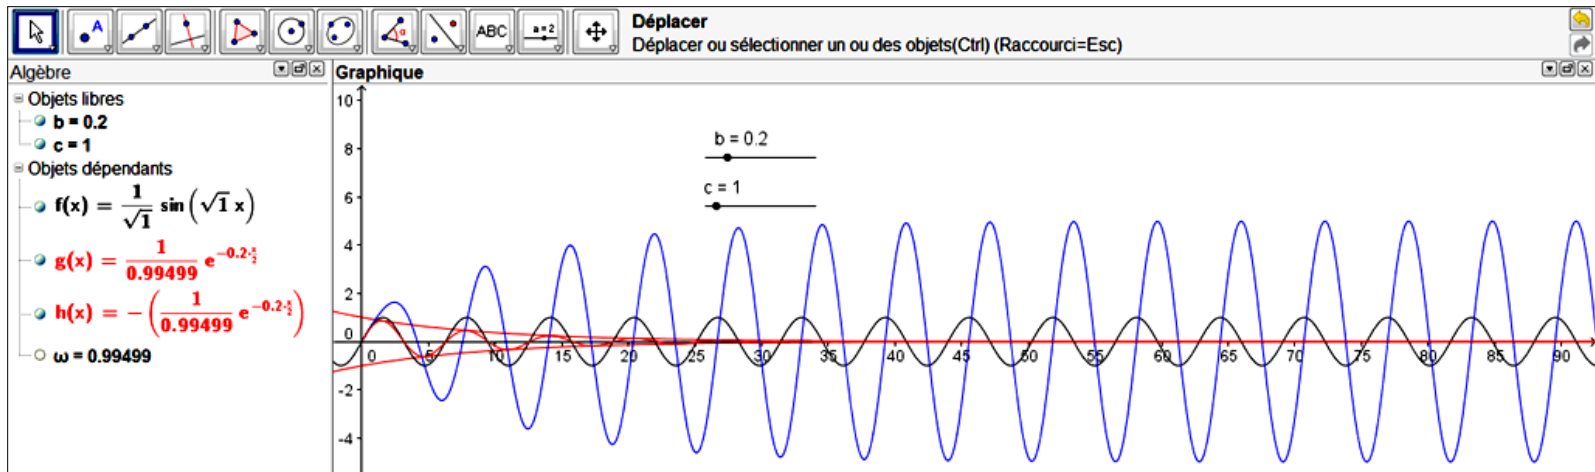 A
α
ABC
a=2
Déplacer
Déplacer ou sélectionner un ou des objets(Ctrl) (Raccourci=Esc)
Algèbre
Objets libres
b = 0.2
c = 1
Objets dépendants
f(x) = 1/√1 sin(√1 x)
g(x) = 1/0.99499 e^(-0.2·x/2)
h(x) = -(1/0.99499 e^(-0.2·x/2))
ω = 0.99499
Graphique
b = 0.2
c = 1
10
8
6
4
2
0
-2
-4
0 5 10 15 20 25 30 35 40 45 50 55 60 65 70 75 80 85 90